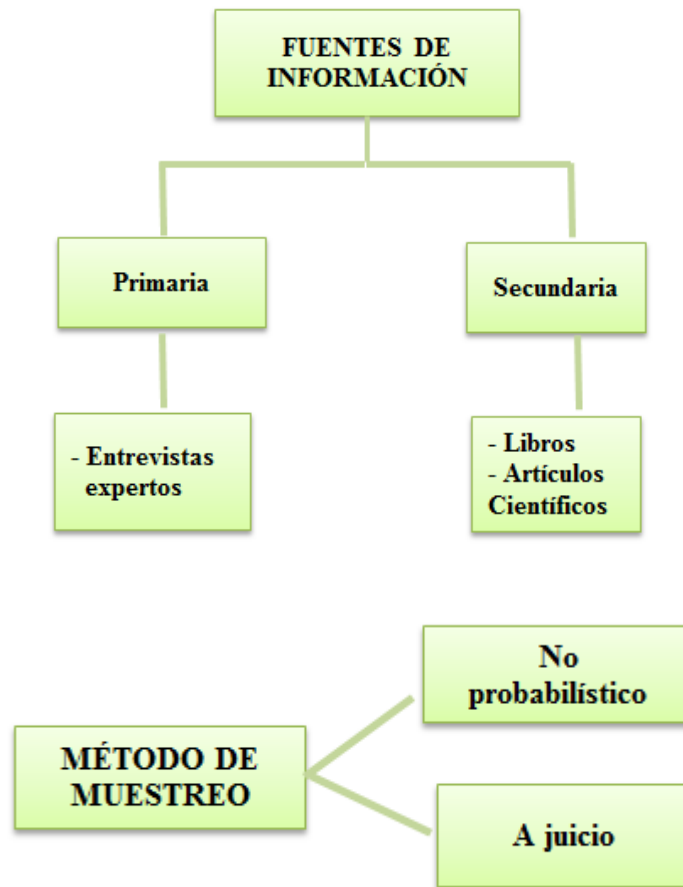 FUENTES DE
INFORMACIÓN
Primaria
Secundaria
- Entrevistas
expertos
- Libros
- Artículos
Científicos
No
probabilístico
MÉTODO DE
MUESTREO
A juicio